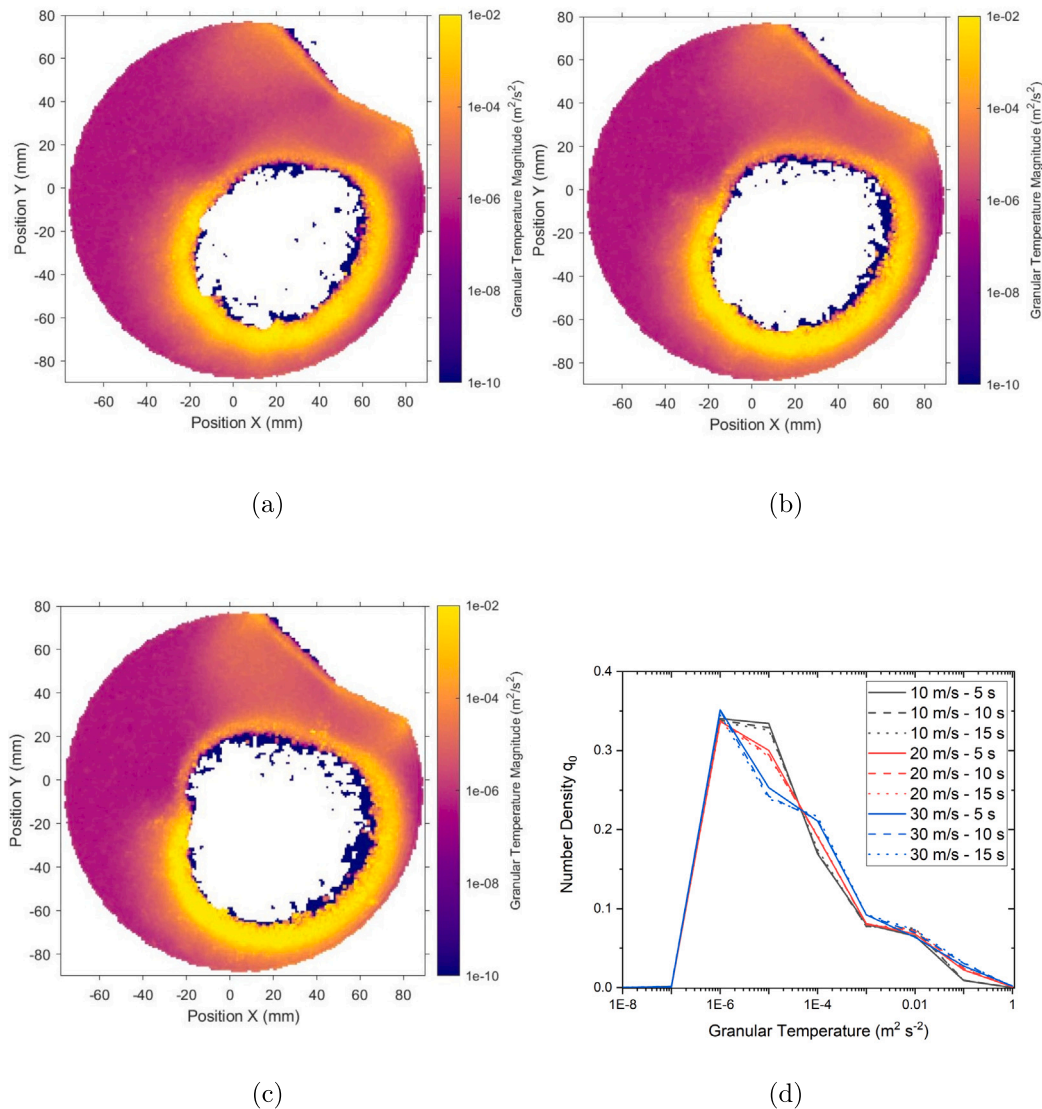 80
60
40
20
0
-20
-40
-60
-80
-60 -40 -20 0 20 40 60 80
Position X (mm)
Position Y (mm)
1e-02
1e-04
1e-06
1e-08
1e-10
Granular Temperature Magnitude (m²/s²)
(a)
80
60
40
20
0
-20
-40
-60
-80
-60 -40 -20 0 20 40 60 80
Position X (mm)
Position Y (mm)
1e-02
1e-04
1e-06
1e-08
1e-10
Granular Temperature Magnitude (m²/s²)
(b)
80
60
40
20
0
-20
-40
-60
-80
-60 -40 -20 0 20 40 60 80
Position X (mm)
Position Y (mm)
1e-02
1e-04
1e-06
1e-08
1e-10
Granular Temperature Magnitude (m²/s²)
(c)
0.4
0.3
0.2
0.1
0.0
Number Density q₀
10 m/s - 5 s
10 m/s - 10 s
10 m/s - 15 s
20 m/s - 5 s
20 m/s - 10 s
20 m/s - 15 s
30 m/s - 5 s
30 m/s - 10 s
30 m/s - 15 s
1E-8 1E-6 1E-4 0.01 1
Granular Temperature (m² s⁻²)
(d)